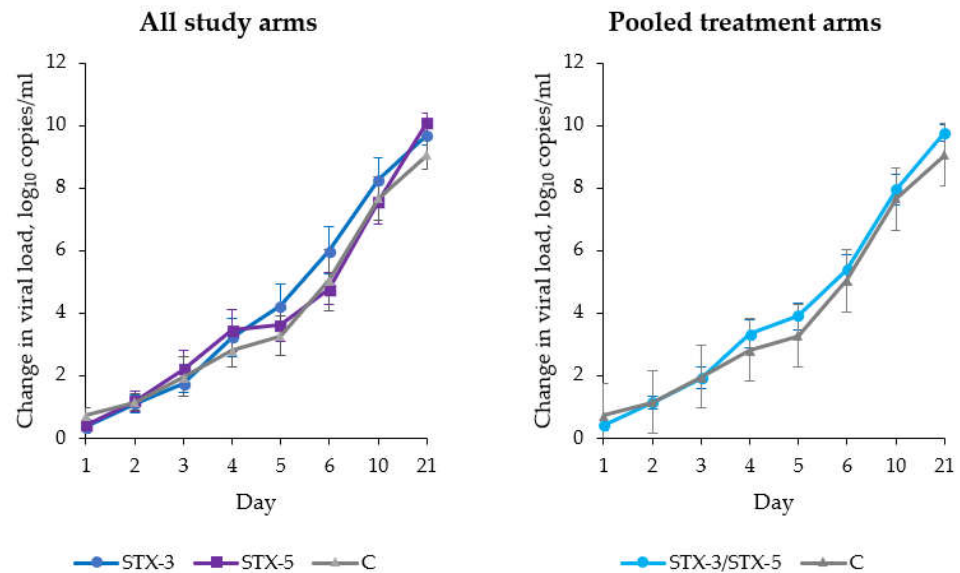 All study arms
Change in viral load, log₁₀ copies/ml
12
10
8
6
4
2
0
1 2 3 4 5 6 10 21
Day
STX-3 STX-5 C
Pooled treatment arms
Change in viral load, log₁₀ copies/ml
12
10
8
6
4
2
0
1 2 3 4 5 6 10 21
Day
STX-3/STX-5 C